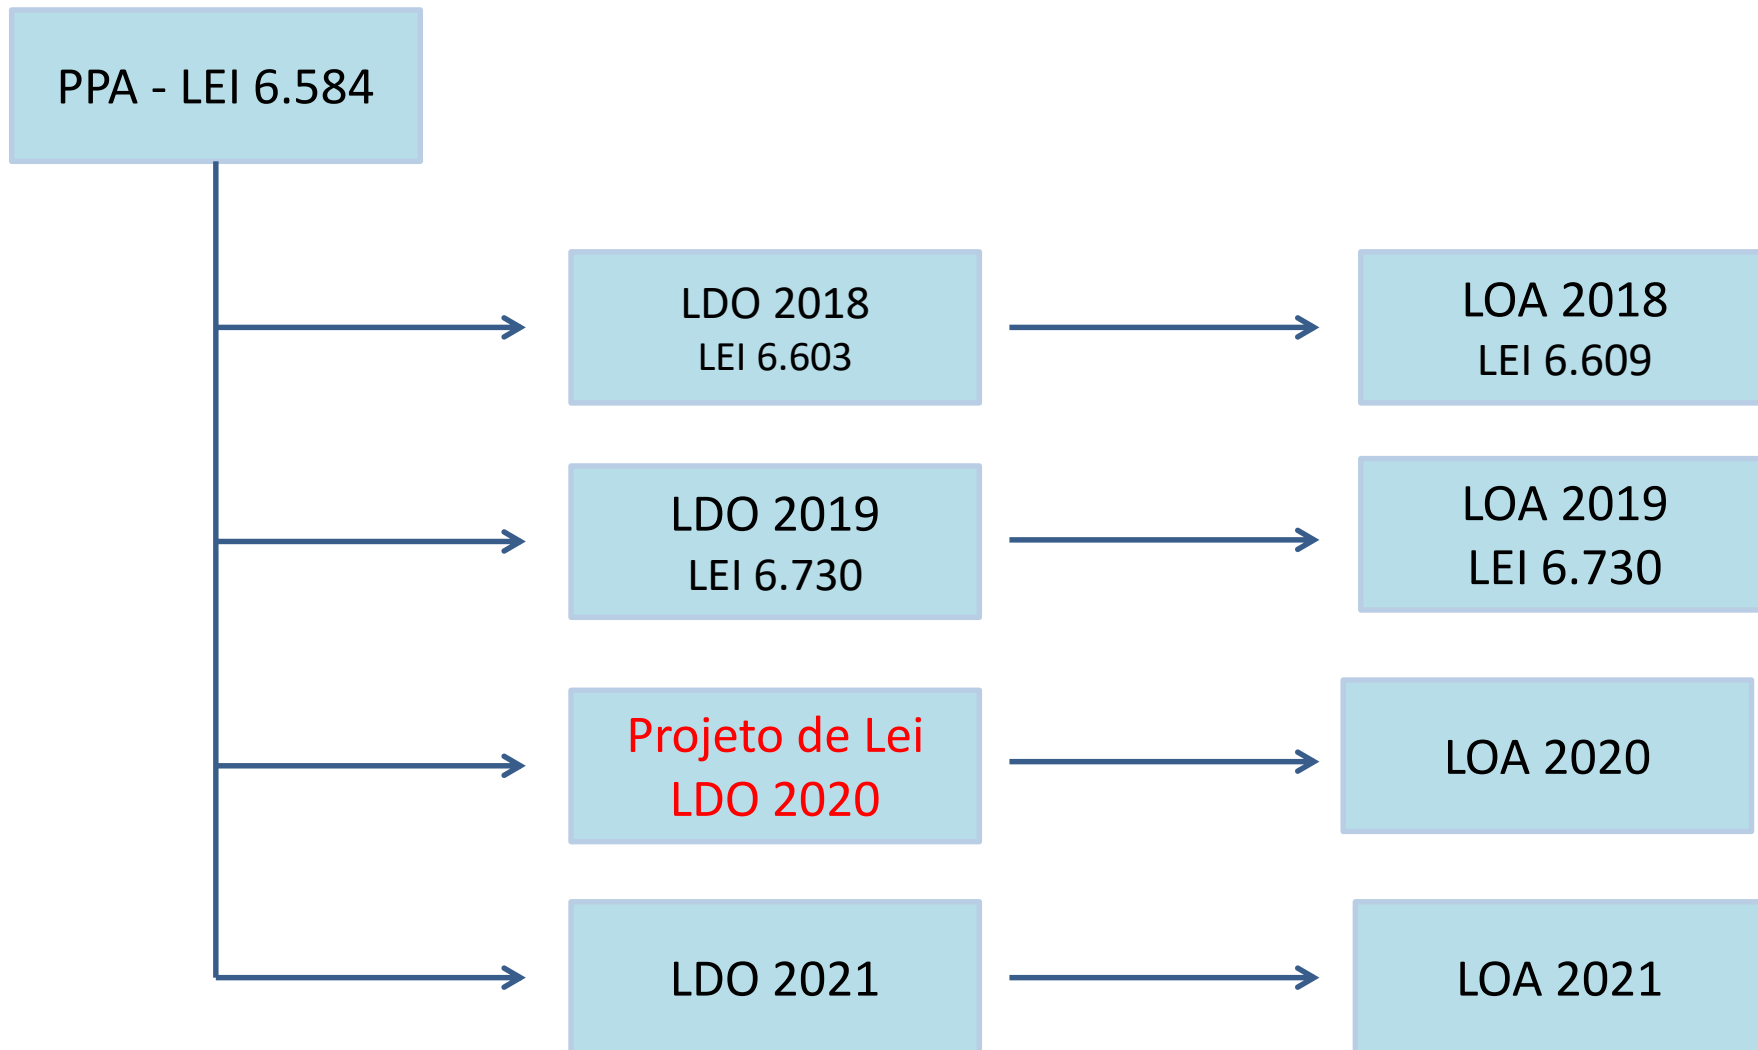 PPA - LEI 6.584
LDO 2018
LEI 6.603
LOA 2018
LEI 6.609
LDO 2019
LEI 6.730
LOA 2019
LEI 6.730
Projeto de Lei
LDO 2020
LOA 2020
LDO 2021
LOA 2021